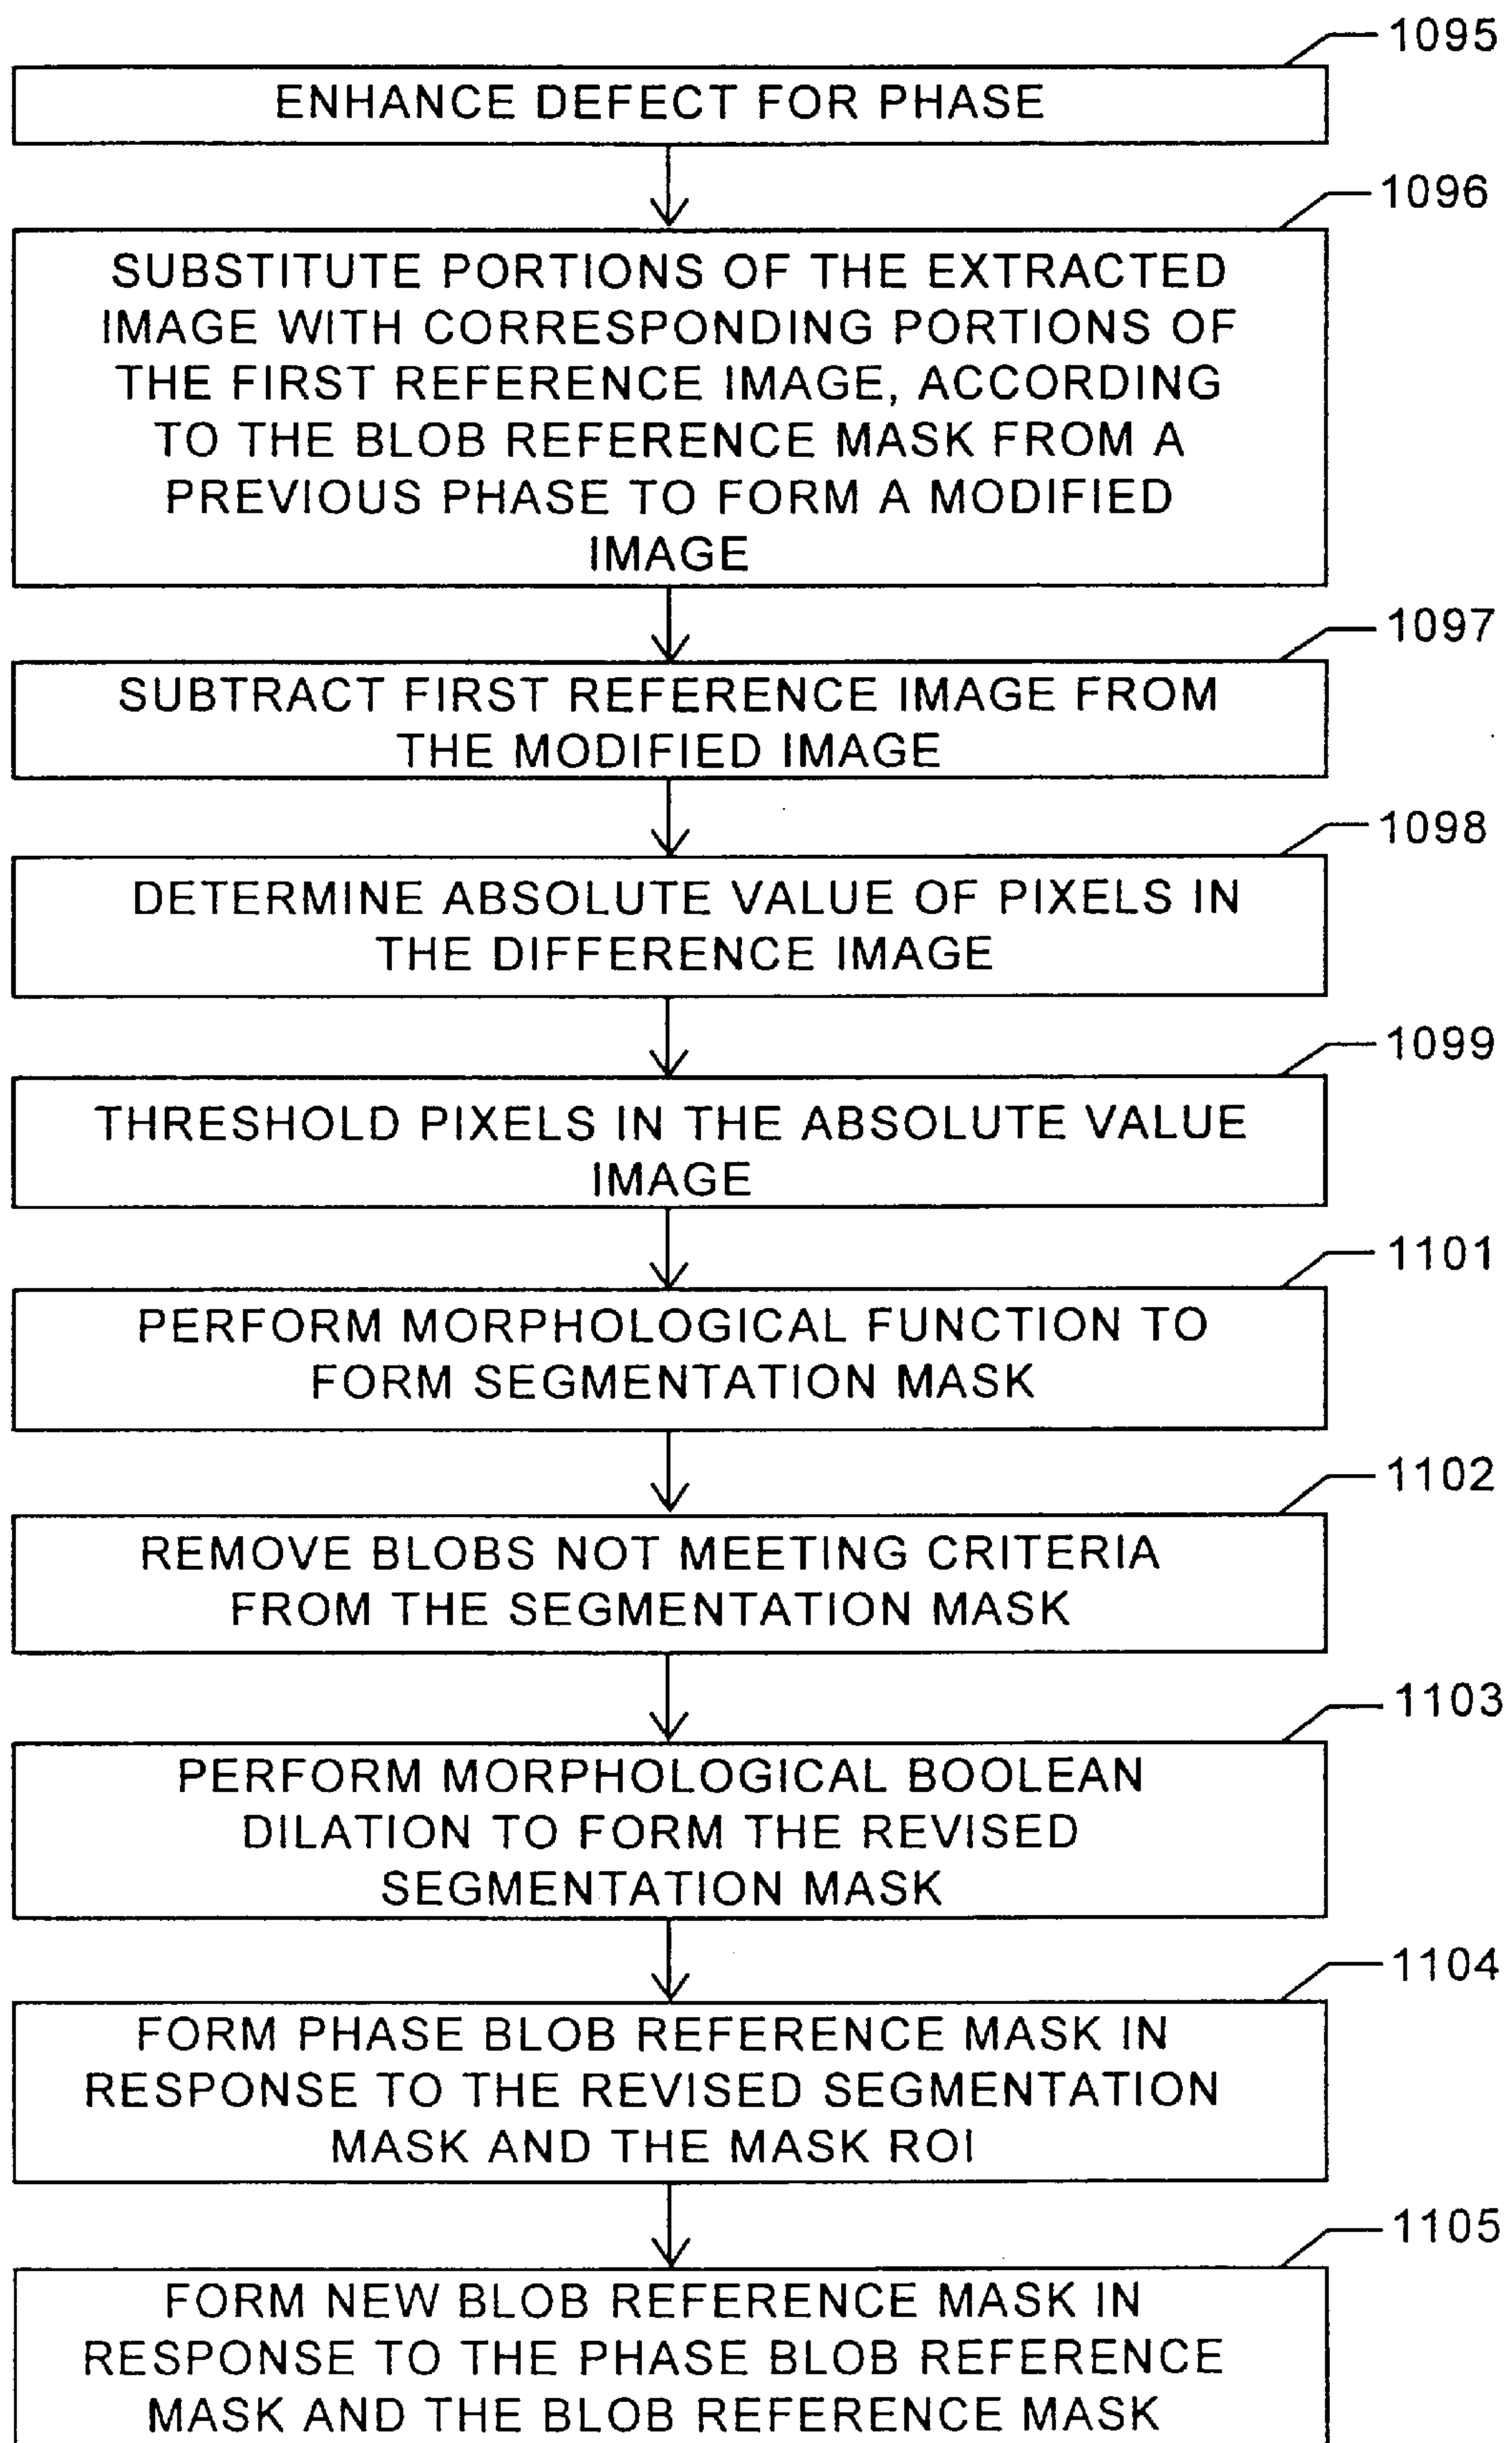 1095
ENHANCE DEFECT FOR PHASE
1096
SUBSTITUTE PORTIONS OF THE EXTRACTED
IMAGE WITH CORRESPONDING PORTIONS OF
THE FIRST REFERENCE IMAGE, ACCORDING
TO THE BLOB REFERENCE MASK FROM A
PREVIOUS PHASE TO FORM A MODIFIED
IMAGE
1097
SUBTRACT FIRST REFERENCE IMAGE FROM
THE MODIFIED IMAGE
1098
DETERMINE ABSOLUTE VALUE OF PIXELS IN
THE DIFFERENCE IMAGE
1099
THRESHOLD PIXELS IN THE ABSOLUTE VALUE
IMAGE
1101
PERFORM MORPHOLOGICAL FUNCTION TO
FORM SEGMENTATION MASK
1102
REMOVE BLOBS NOT MEETING CRITERIA
FROM THE SEGMENTATION MASK
1103
PERFORM MORPHOLOGICAL BOOLEAN
DILATION TO FORM THE REVISED
SEGMENTATION MASK
1104
FORM PHASE BLOB REFERENCE MASK IN
RESPONSE TO THE REVISED SEGMENTATION
MASK AND THE MASK ROI
1105
FORM NEW BLOB REFERENCE MASK IN
RESPONSE TO THE PHASE BLOB REFERENCE
MASK AND THE BLOB REFERENCE MASK